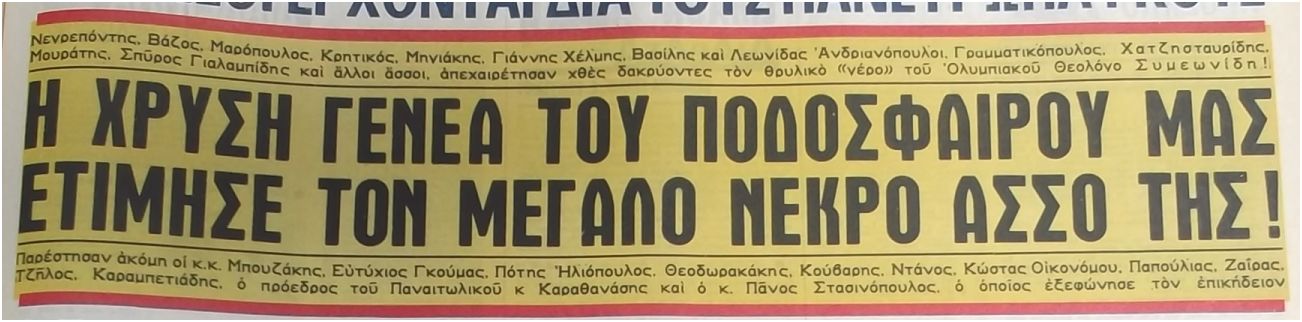 Νενρεπόντης, Βάζος, Μαρόπουλος, Κρητικός, Μηνιάκης, Γιάννης Χέλμης, Βασίλης καὶ Λεωνίδας Ἀνδριανόπουλοι, Γραμματικόπουλος, Χατζησταυρίδης,
Μουράτης, Σπῦρος Γιαλαμπίδης καὶ ἄλλοι ἄσσοι, ἀπεχαιρέτησαν χθὲς δακρύοντες τὸν θρυλικὸ «γέρο» τοῦ Ὀλυμπιακοῦ Θεολόγο Συμεωνίδη!
Η ΧΡΥΣΗ ΓΕΝΕΑ ΤΟΥ ΠΟΔΟΣΦΑΙΡΟΥ ΜΑΣ
ΕΤΙΜΗΣΕ ΤΟΝ ΜΕΓΑΛΟ ΝΕΚΡΟ ΑΣΣΟ ΤΗΣ!
Παρέστησαν ἀκόμη οἱ κ.κ. Μπουζάκης, Εὐτύχιος Γκούμας, Πότης Ἡλιόπουλος, Θεοδωρακάκης, Κούβαρης, Ντάνος, Κώστας Οἰκονόμου, Παπούλιας, Ζαΐρας,
Τζῆλος, Καραμπετιάδης, ὁ πρόεδρος τοῦ Παναιτωλικοῦ κ Καραθανάσης καὶ ὁ κ. Πᾶνος Στασινόπουλος, ὁ ὁποῖος ἐξεφώνησε τὸν ἐπικήδειον